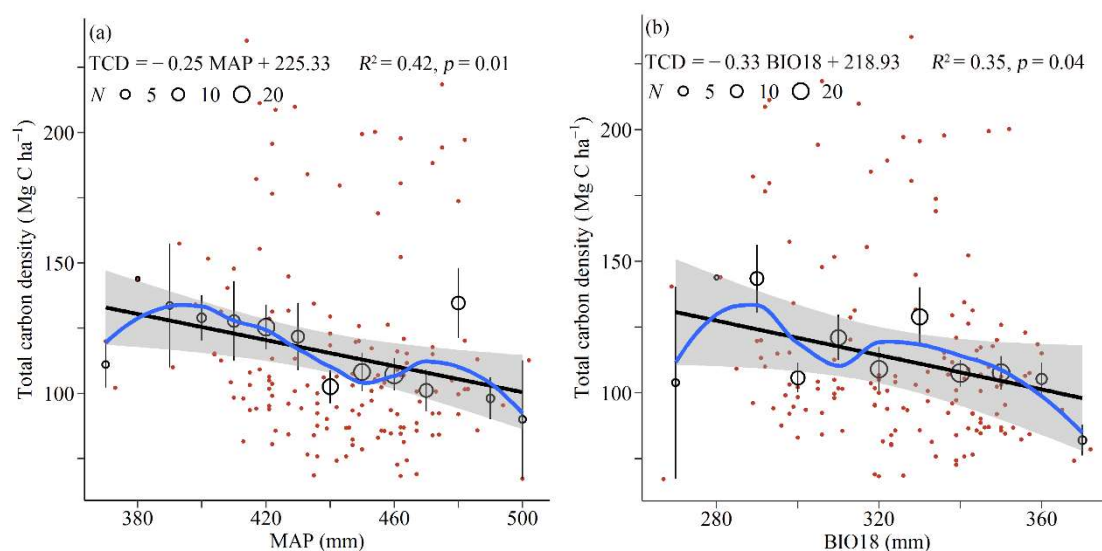 (a)
TCD = − 0.25 MAP + 225.33 R² = 0.42, p = 0.01
N 5 10 20
Total carbon density ( Mg C ha⁻¹)
200
150
100
380 420 460 500
MAP (mm)
(b)
TCD = − 0.33 BIO18 + 218.93 R² = 0.35, p = 0.04
N 5 10 20
Total carbon density ( Mg C ha⁻¹)
200
150
100
280 320 360
BIO18 (mm)